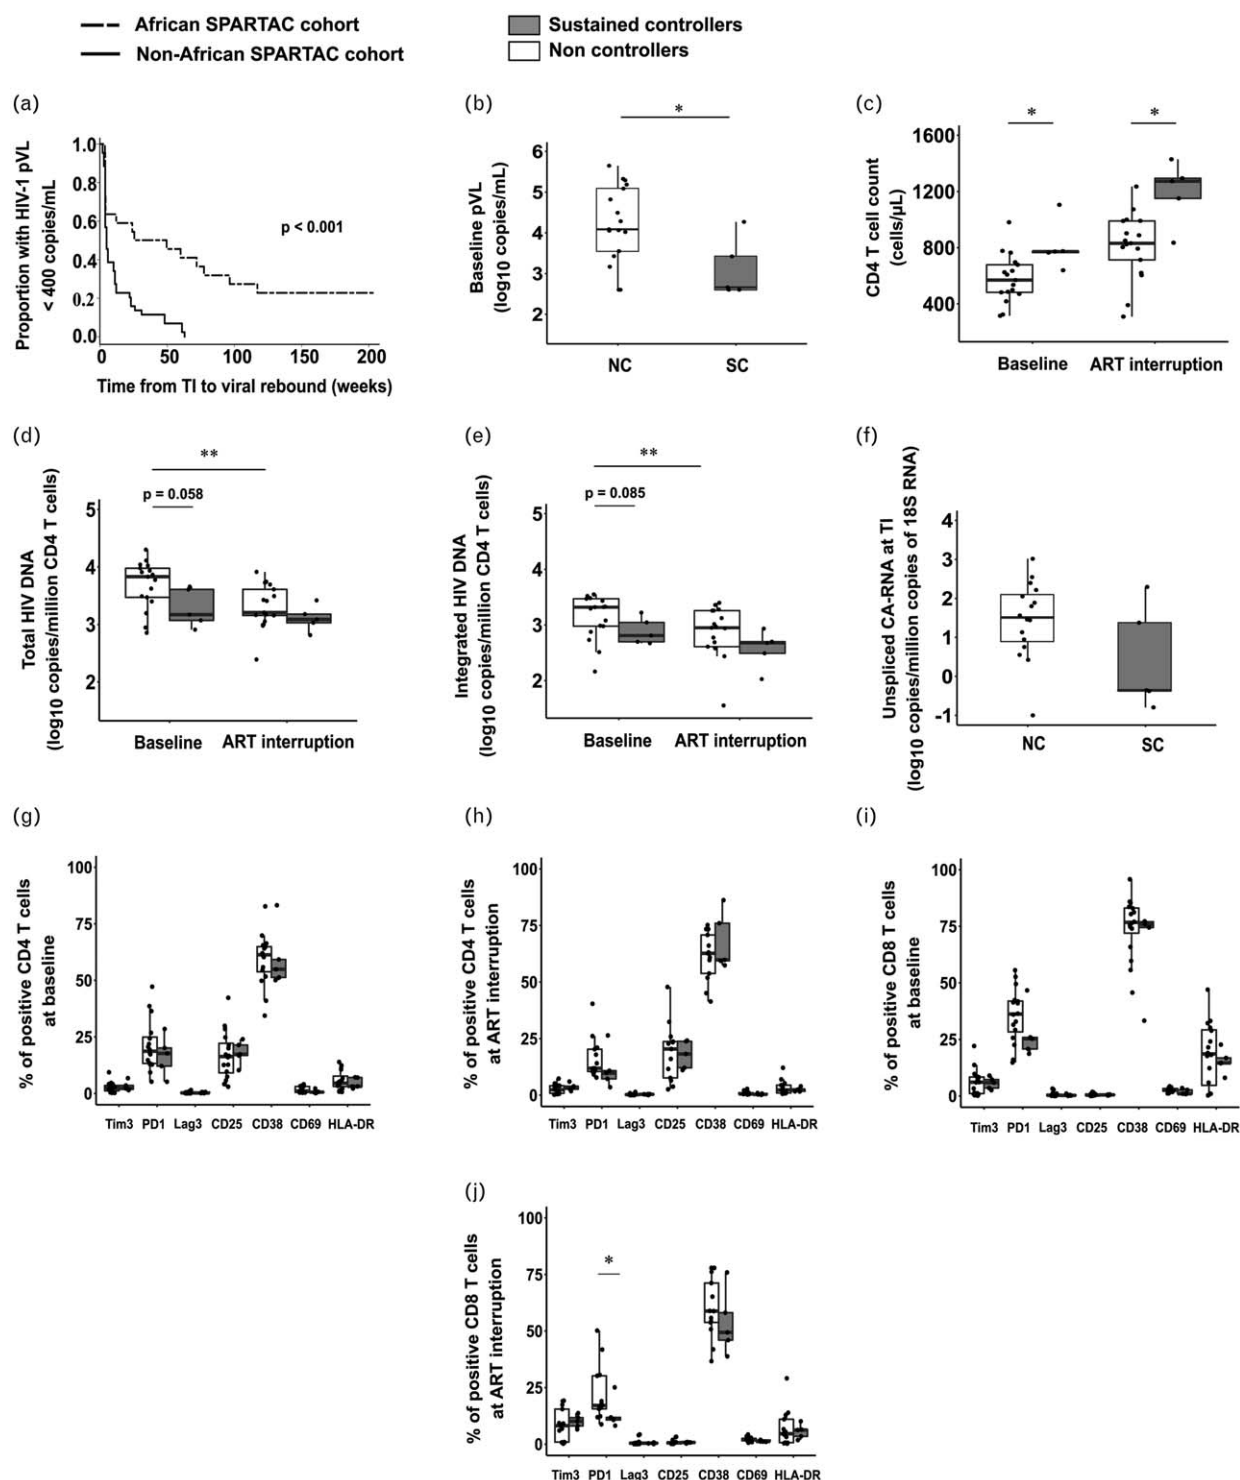 African SPARTAC cohort
Non-African SPARTAC cohort
Sustained controllers
Non controllers
(a)
Proportion with HIV-1 pVL
< 400 copies/mL
1.0
0.8
0.6
0.4
0.2
0.0
p < 0.001
0 50 100 150 200
Time from TI to viral rebound (weeks)
(b)
Baseline pVL
(log10 copies/mL)
*
6
5
4
3
2
NC SC
(c)
CD4 T cell count
(cells/μL)
* *
1600
1200
800
400
Baseline ART interruption
(d)
Total HIV DNA
(log10 copies/million CD4 T cells)
**
p = 0.058
5
4
3
2
Baseline ART interruption
(e)
Integrated HIV DNA
(log10 copies/million CD4 T cells)
**
p = 0.085
5
4
3
2
Baseline ART interruption
(f)
Unspliced CA-RNA at TI
(log10 copies/million copies of 18S RNA)
4
3
2
1
0
-1
NC SC
(g)
% of positive CD4 T cells
at baseline
100
75
50
25
0
Tim3 PD1 Lag3 CD25 CD38 CD69 HLA-DR
(h)
% of positive CD4 T cells
at ART interruption
100
75
50
25
0
Tim3 PD1 Lag3 CD25 CD38 CD69 HLA-DR
(i)
% of positive CD8 T cells
at baseline
100
75
50
25
0
Tim3 PD1 Lag3 CD25 CD38 CD69 HLA-DR
(j)
% of positive CD8 T cells
at ART interruption
*
100
75
50
25
0
Tim3 PD1 Lag3 CD25 CD38 CD69 HLA-DR